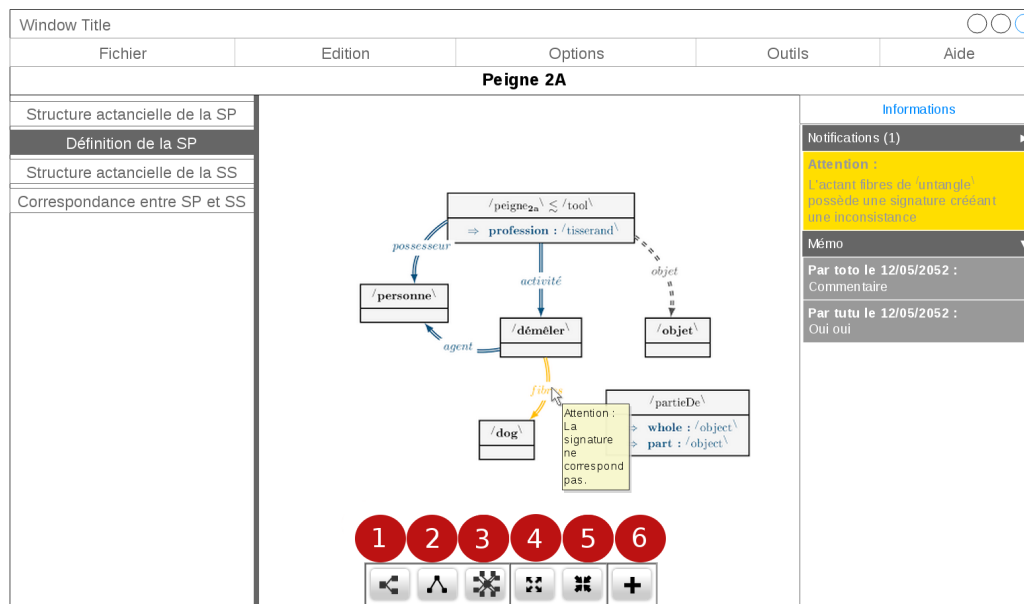 Window Title
Fichier
Edition
Options
Outils
Aide
Peigne 2A
Structure actancielle de la SP
Définition de la SP
Structure actancielle de la SS
Correspondance entre SP et SS
/peigne2a\ ≲ /tool\
⇒ profession : /tisserand\
possesseur
activité
objet
/personne\
/démêler\
/objet\
agent
fibres
/dog\
/partieDe\
⇒ whole : /object\
⇒ part : /object\
Attention :
La
signature
ne
correspond
pas.
1
2
3
4
5
6
Informations
Notifications (1)
Attention :
L'actant fibres de /untangle\
possède une signature crééant
une inconsistance
Mémo
Par toto le 12/05/2052 :
Commentaire
Par tutu le 12/05/2052 :
Oui oui